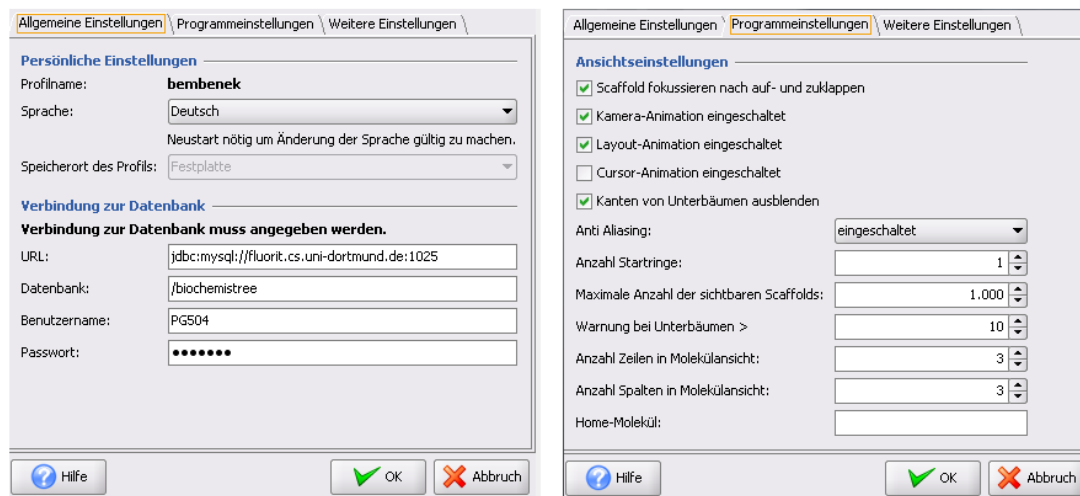 Allgemeine Einstellungen Programmeinstellungen Weitere Einstellungen
Persönliche Einstellungen
Profilname: bembenek
Sprache: Deutsch
Neustart nötig um Änderung der Sprache gültig zu machen.
Speicherort des Profils: Festplatte
Verbindung zur Datenbank
Verbindung zur Datenbank muss angegeben werden.
URL: jdbc:mysql://fluorit.cs.uni-dortmund.de:1025
Datenbank: /biochemistree
Benutzername: PG504
Passwort: •••••••
Hilfe OK Abbruch
Allgemeine Einstellungen Programmeinstellungen Weitere Einstellungen
Ansichtseinstellungen
Scaffold fokussieren nach auf- und zuklappen
Kamera-Animation eingeschaltet
Layout-Animation eingeschaltet
Cursor-Animation eingeschaltet
Kanten von Unterbäumen ausblenden
Anti Aliasing: eingeschaltet
Anzahl Startringe: 1
Maximale Anzahl der sichtbaren Scaffolds: 1.000
Warnung bei Unterbäumen > 10
Anzahl Zeilen in Molekülansicht: 3
Anzahl Spalten in Molekülansicht: 3
Home-Molekül:
Hilfe OK Abbruch